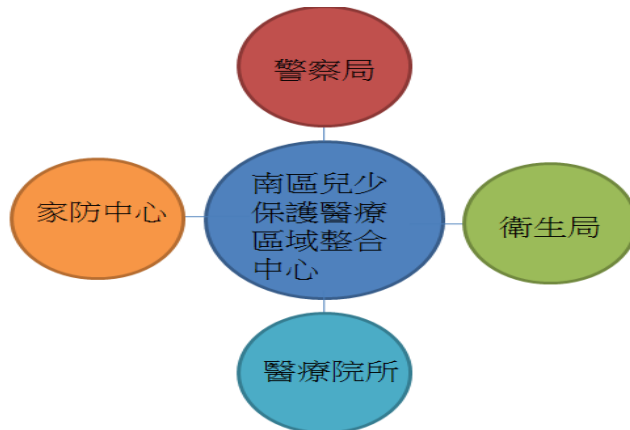 警察局
南區兒少
保護醫療
區域整合
中心
家防中心
衛生局
醫療院所